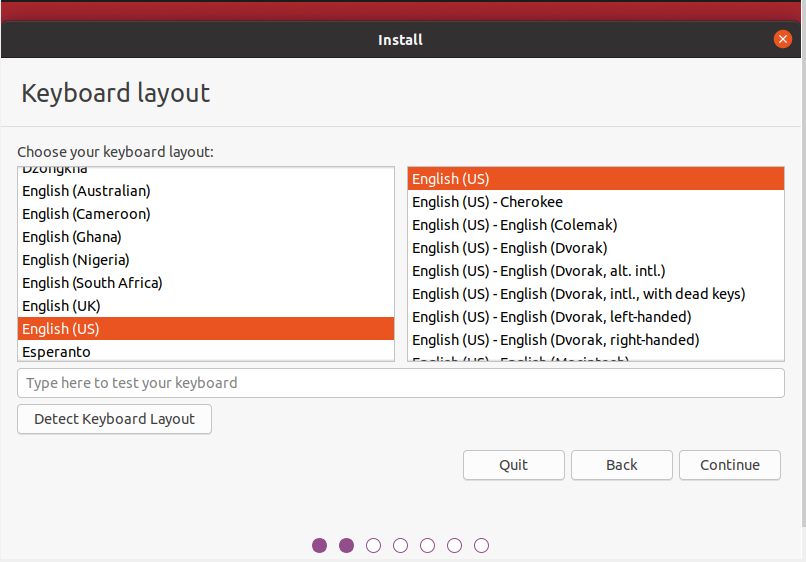 Install
Keyboard layout
Choose your keyboard layout:
Dzongkha
English (Australian)
English (Cameroon)
English (Ghana)
English (Nigeria)
English (South Africa)
English (UK)
English (US)
Esperanto
English (US)
English (US) - Cherokee
English (US) - English (Colemak)
English (US) - English (Dvorak)
English (US) - English (Dvorak, alt. intl.)
English (US) - English (Dvorak, intl., with dead keys)
English (US) - English (Dvorak, left-handed)
English (US) - English (Dvorak, right-handed)
English (US) - English (Macintosh)
Type here to test your keyboard
Detect Keyboard Layout
Quit
Back
Continue